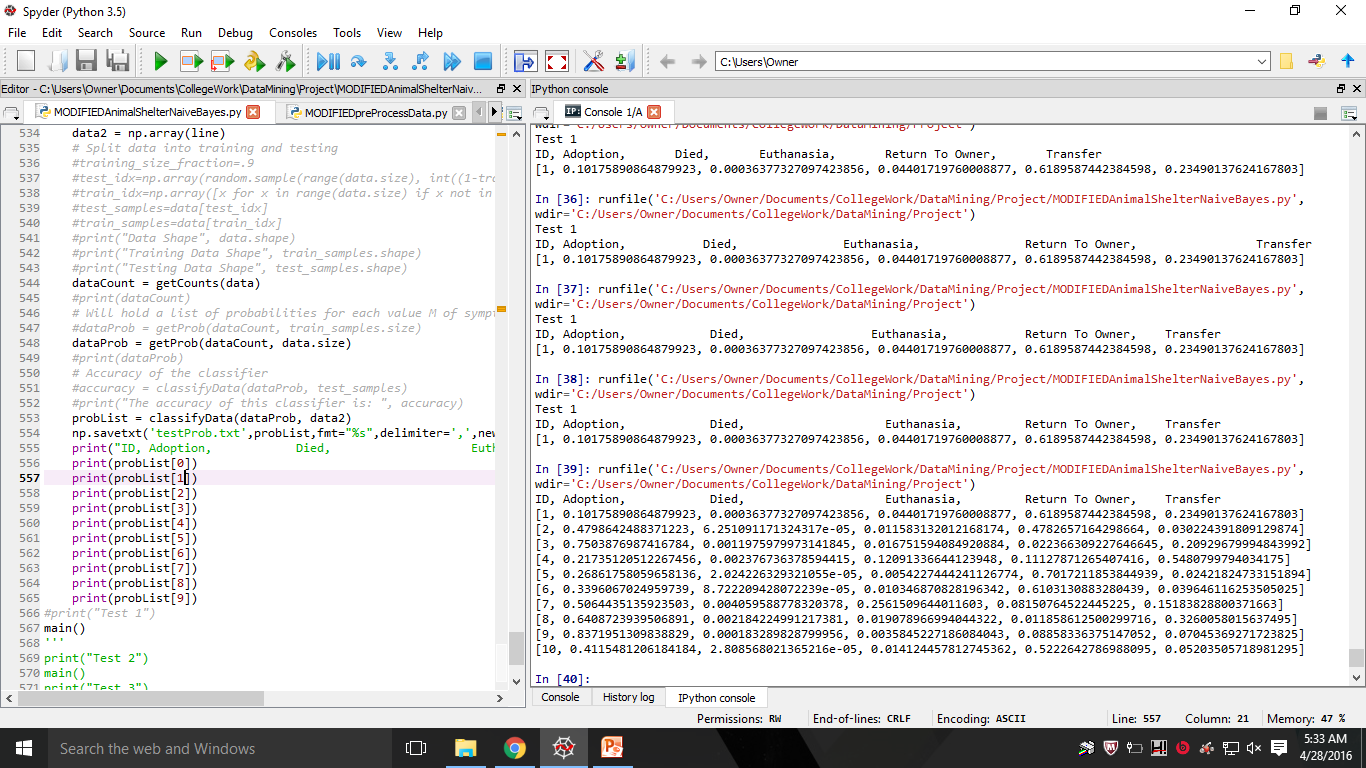 Spyder (Python 3.5)
File Edit Search Source Run Debug Consoles Tools View Help
C:\Users\Owner
Editor - C:\Users\Owner\Documents\CollegeWork\DataMining\Project\MODIFIEDAnimalShelterNaiveBayes.py
MODIFIEDAnimalShelterNaiveBayes.py MODIFIEDpreProcessData.py
534 data2 = np.array(line)
535 # Split data into training and testing
536 #training_size_fraction=.9
537 #test_idx=np.array(random.sample(range(data.size), int((1-tra
538 #train_idx=np.array([x for x in range(data.size) if x not in
539 #test_samples=data[test_idx]
540 #train_samples=data[train_idx]
541 #print("Data Shape", data.shape)
542 #print("Training Data Shape", train_samples.shape)
543 #print("Testing Data Shape", test_samples.shape)
544 dataCount = getCounts(data)
545 #print(dataCount)
546 # Will hold a list of probabilities for each value M of sympt
547 #dataProb = getProb(dataCount, train_samples.size)
548 dataProb = getProb(dataCount, data.size)
549 #print(dataProb)
550 # Accuracy of the classifier
551 #accuracy = classifyData(dataProb, test_samples)
552 #print("The accuracy of this classifier is: ", accuracy)
553 probList = classifyData(dataProb, data2)
554 np.savetxt('testProb.txt',probList,fmt="%s",delimiter=',',new
555 print("ID, Adoption, Died, Euth
556 print(probList[0])
557 print(probList[1])
558 print(probList[2])
559 print(probList[3])
560 print(probList[4])
561 print(probList[5])
562 print(probList[6])
563 print(probList[7])
564 print(probList[8])
565 print(probList[9])
566 #print("Test 1")
567 main()
568 '''
569 print("Test 2")
570 main()
571 print("Test 3")
IPython console
Console 1/A
wdir='C:/Users/Owner/Documents/CollegeWork/DataMining/Project')
Test 1
ID, Adoption, Died, Euthanasia, Return To Owner, Transfer
[1, 0.10175890864879923, 0.00036377327097423856, 0.04401719760008877, 0.6189587442384598, 0.23490137624167803]
In [36]: runfile('C:/Users/Owner/Documents/CollegeWork/DataMining/Project/MODIFIEDAnimalShelterNaiveBayes.py',
wdir='C:/Users/Owner/Documents/CollegeWork/DataMining/Project')
Test 1
ID, Adoption, Died, Euthanasia, Return To Owner, Transfer
[1, 0.10175890864879923, 0.00036377327097423856, 0.04401719760008877, 0.6189587442384598, 0.23490137624167803]
In [37]: runfile('C:/Users/Owner/Documents/CollegeWork/DataMining/Project/MODIFIEDAnimalShelterNaiveBayes.py',
wdir='C:/Users/Owner/Documents/CollegeWork/DataMining/Project')
Test 1
ID, Adoption, Died, Euthanasia, Return To Owner, Transfer
[1, 0.10175890864879923, 0.00036377327097423856, 0.04401719760008877, 0.6189587442384598, 0.23490137624167803]
In [38]: runfile('C:/Users/Owner/Documents/CollegeWork/DataMining/Project/MODIFIEDAnimalShelterNaiveBayes.py',
wdir='C:/Users/Owner/Documents/CollegeWork/DataMining/Project')
Test 1
ID, Adoption, Died, Euthanasia, Return To Owner, Transfer
[1, 0.10175890864879923, 0.00036377327097423856, 0.04401719760008877, 0.6189587442384598, 0.23490137624167803]
In [39]: runfile('C:/Users/Owner/Documents/CollegeWork/DataMining/Project/MODIFIEDAnimalShelterNaiveBayes.py',
wdir='C:/Users/Owner/Documents/CollegeWork/DataMining/Project')
ID, Adoption, Died, Euthanasia, Return To Owner, Transfer
[1, 0.10175890864879923, 0.00036377327097423856, 0.04401719760008877, 0.6189587442384598, 0.23490137624167803]
[2, 0.4798642488371223, 6.251091171324317e-05, 0.011583132012168174, 0.4782657164298664, 0.030224391809129874]
[3, 0.7503876987416784, 0.0011975979973141845, 0.016751594084920884, 0.022366309227646645, 0.20929679994843992]
[4, 0.21735120512267456, 0.002376736378594415, 0.12091336644123948, 0.11127871265407416, 0.5480799794034175]
[5, 0.26861758059658136, 2.024226329321055e-05, 0.0054227444241126774, 0.7017211853844939, 0.02421824733151894]
[6, 0.3396067024959739, 8.722209428072239e-05, 0.010346870828196342, 0.6103130883280439, 0.039646116253505025]
[7, 0.5064435135923503, 0.004059588778320378, 0.2561509644011603, 0.08150764522445225, 0.15183828800371663]
[8, 0.6408723939506891, 0.002184224991217381, 0.019078966994044322, 0.011858612500299716, 0.3260058015637495]
[9, 0.8371951309838829, 0.000183289828799956, 0.0035845227186084043, 0.08858336375147052, 0.07045369271723825]
[10, 0.4115481206184184, 2.808568021365216e-05, 0.014124457812745362, 0.5222642786988095, 0.05203505718981295]
In [40]:
Console History log IPython console
Permissions: RW End-of-lines: CRLF Encoding: ASCII Line: 557 Column: 21 Memory: 47 %
Search the web and Windows
5:33 AM
4/28/2016